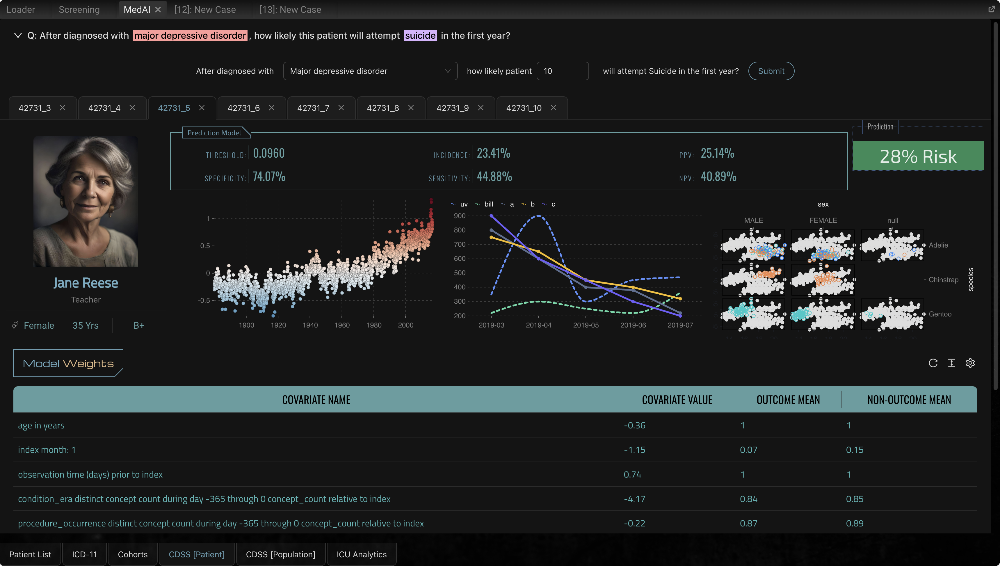 Loader Screening MedAI [12]: New Case [13]: New Case
Q: After diagnosed with major depressive disorder , how likely this patient will attempt suicide in the first year?
After diagnosed with Major depressive disorder how likely patient 10 will attempt Suicide in the first year? Submit
42731_3 42731_4 42731_5 42731_6 42731_7 42731_8 42731_9 42731_10
Prediction Model
THRESHOLD: 0.0960 INCIDENCE: 23.41% PPV: 25.14%
SPECIFICITY: 74.07% SENSITIVITY: 44.88% NPV: 40.89%
Prediction
28% Risk
Jane Reese
Teacher
Female 35 Yrs B+
1
0.5
0
-0.5
1900 1920 1940 1960 1980 2000
uv bill a b c
900
800
700
600
500
400
300
200
2019-03 2019-04 2019-05 2019-06 2019-07
sex
MALE FEMALE null
Adelie
Chinstrap
Gentoo
species
Model Weights
COVARIATE NAME COVARIATE VALUE OUTCOME MEAN NON-OUTCOME MEAN
age in years -0.36 1 1
index month: 1 -1.15 0.07 0.15
observation time (days) prior to index 0.74 1 1
condition_era distinct concept count during day -365 through 0 concept_count relative to index -4.17 0.84 0.85
procedure_occurrence distinct concept count during day -365 through 0 concept_count relative to index -0.22 0.87 0.89
Patient List ICD-11 Cohorts CDSS [Patient] CDSS [Population] ICU Analytics